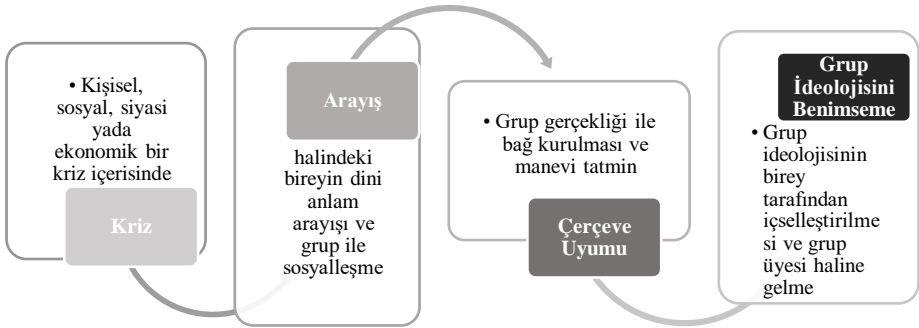 • Kişisel,
sosyal, siyasi
yada
ekonomik bir
kriz içerisinde
Kriz
Arayış
halindeki
bireyin dini
anlam
arayışı ve
grup ile
sosyalleşme
• Grup gerçekliği ile
bağ kurulması ve
manevi tatmin
Çerçeve
Uyumu
Grup
İdeolojisini
Benimseme
• Grup
ideolojisinin
birey
tarafından
içselleştirilme
si ve grup
üyesi haline
gelme